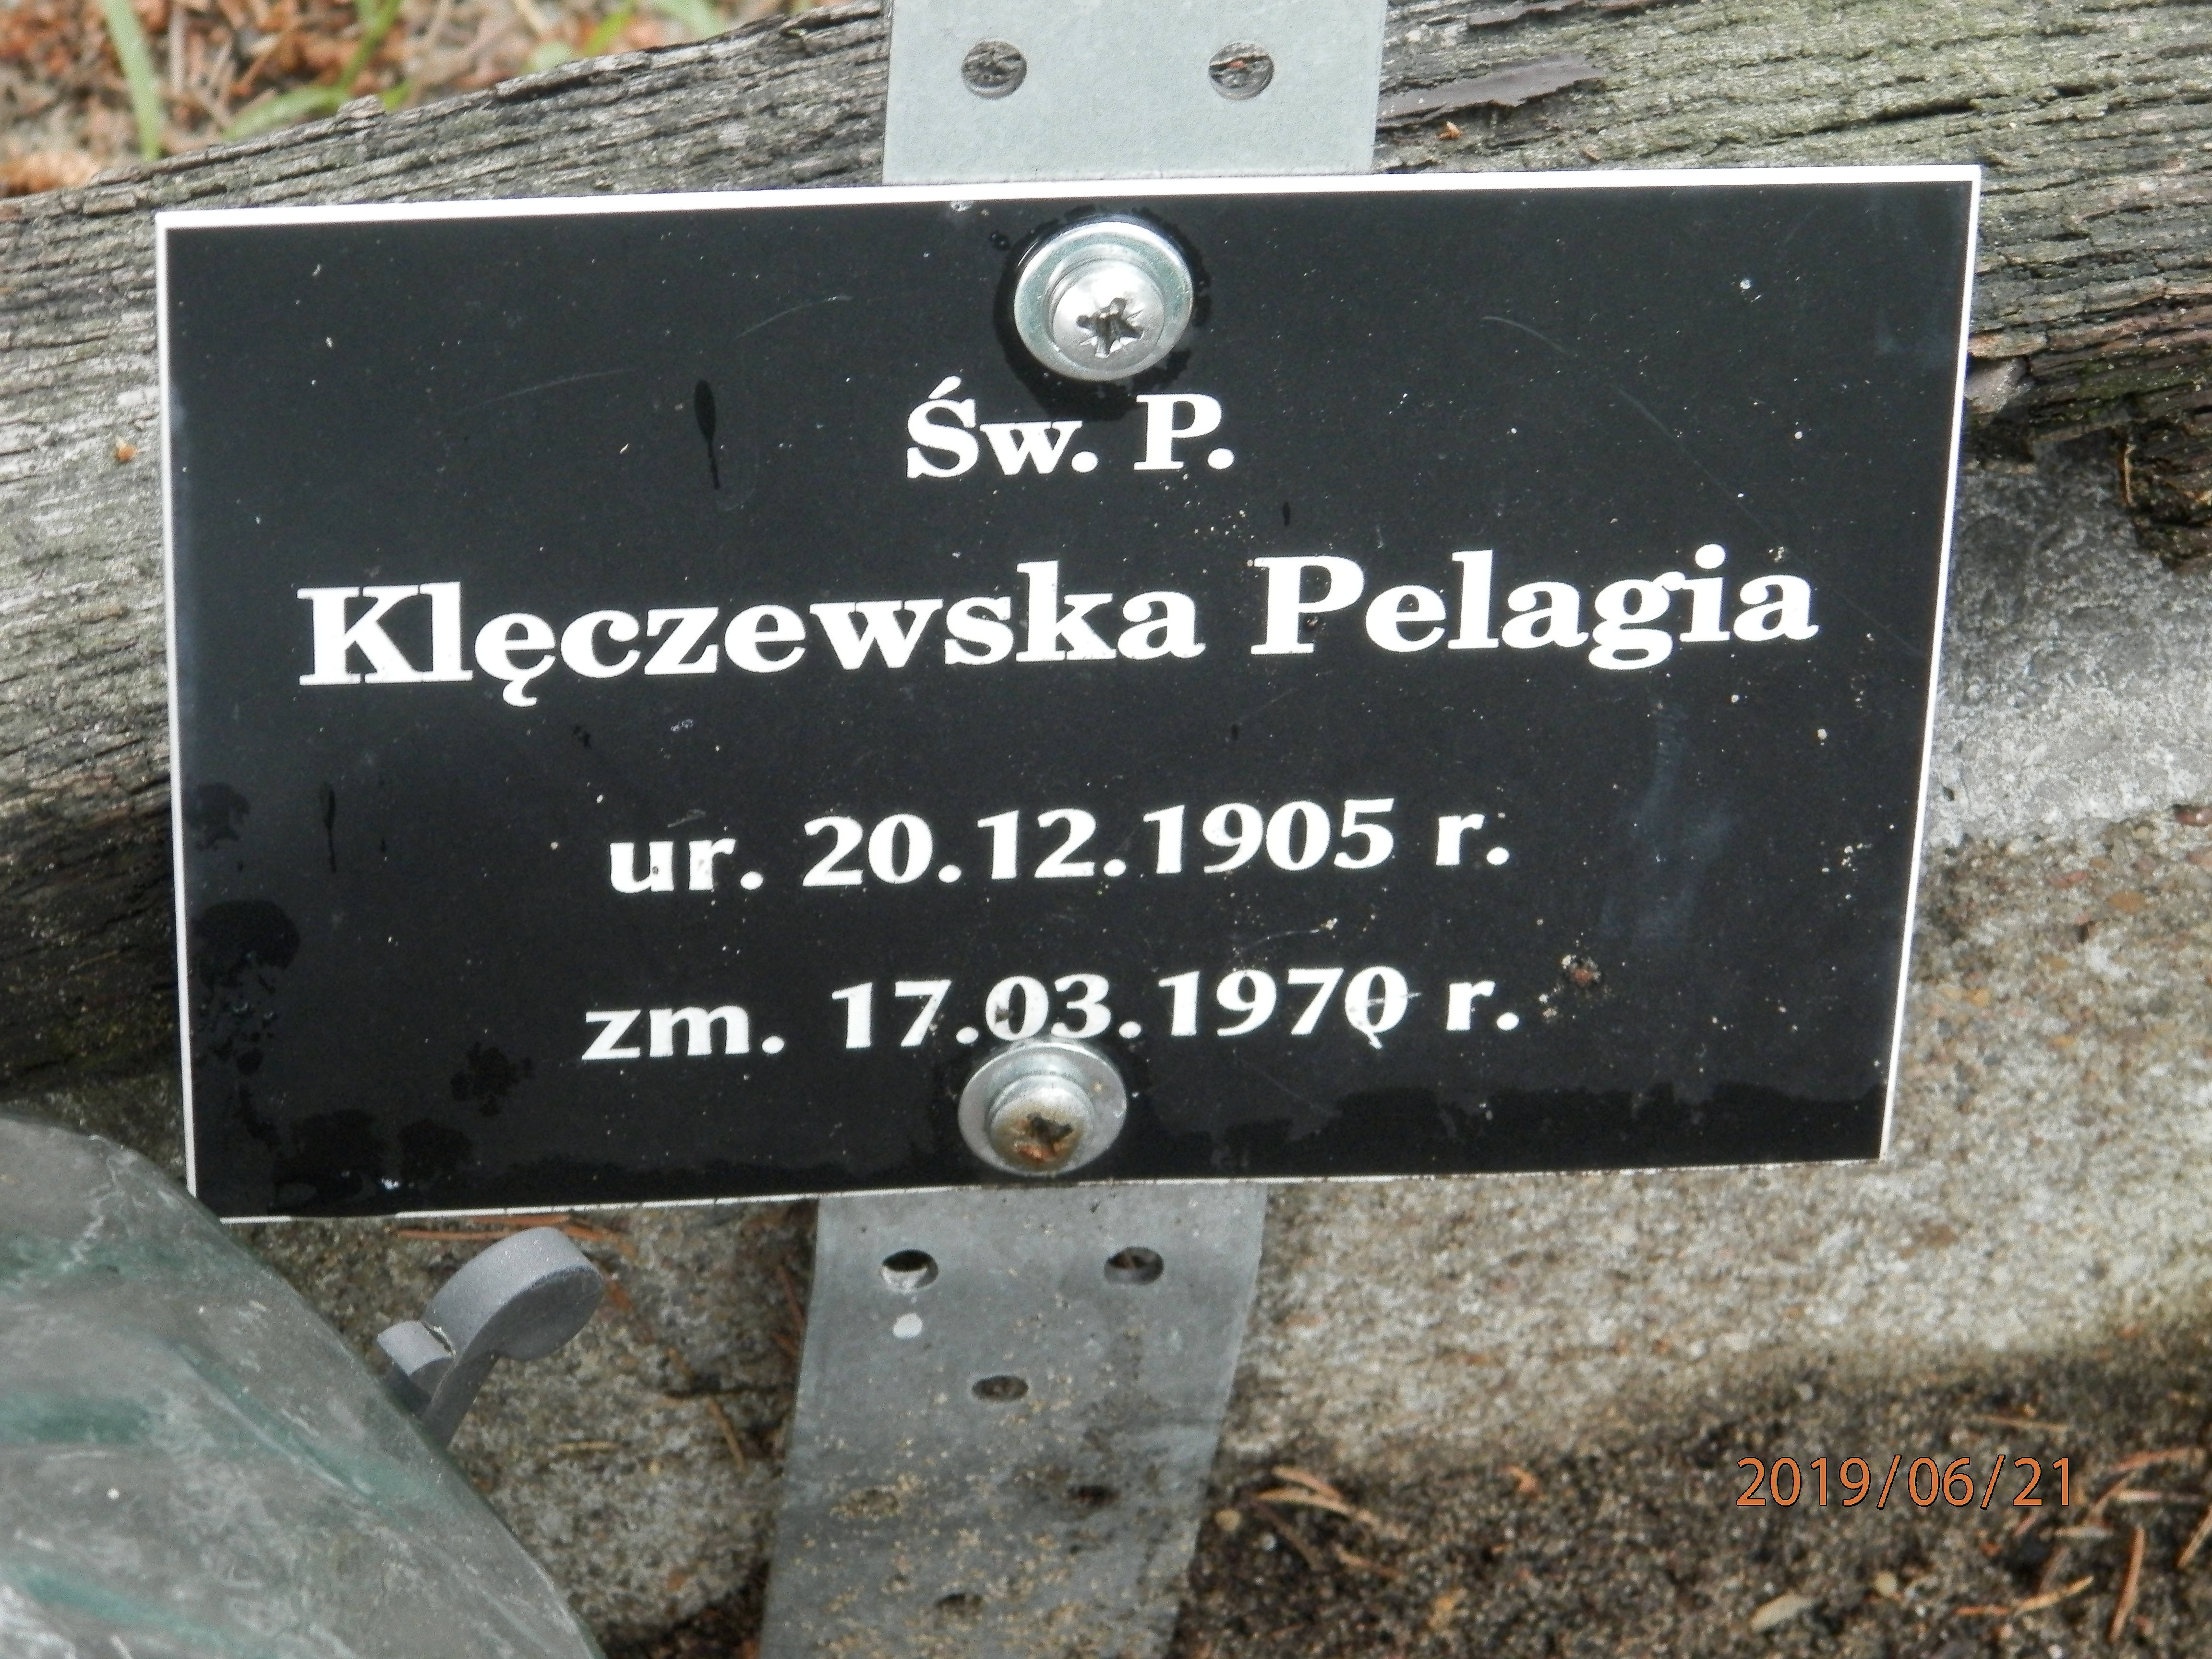 Św. P.
Klęczewska Pelagia
ur. 20.12.1905 r.
zm. 17.03.1970 r.
2019/06/21